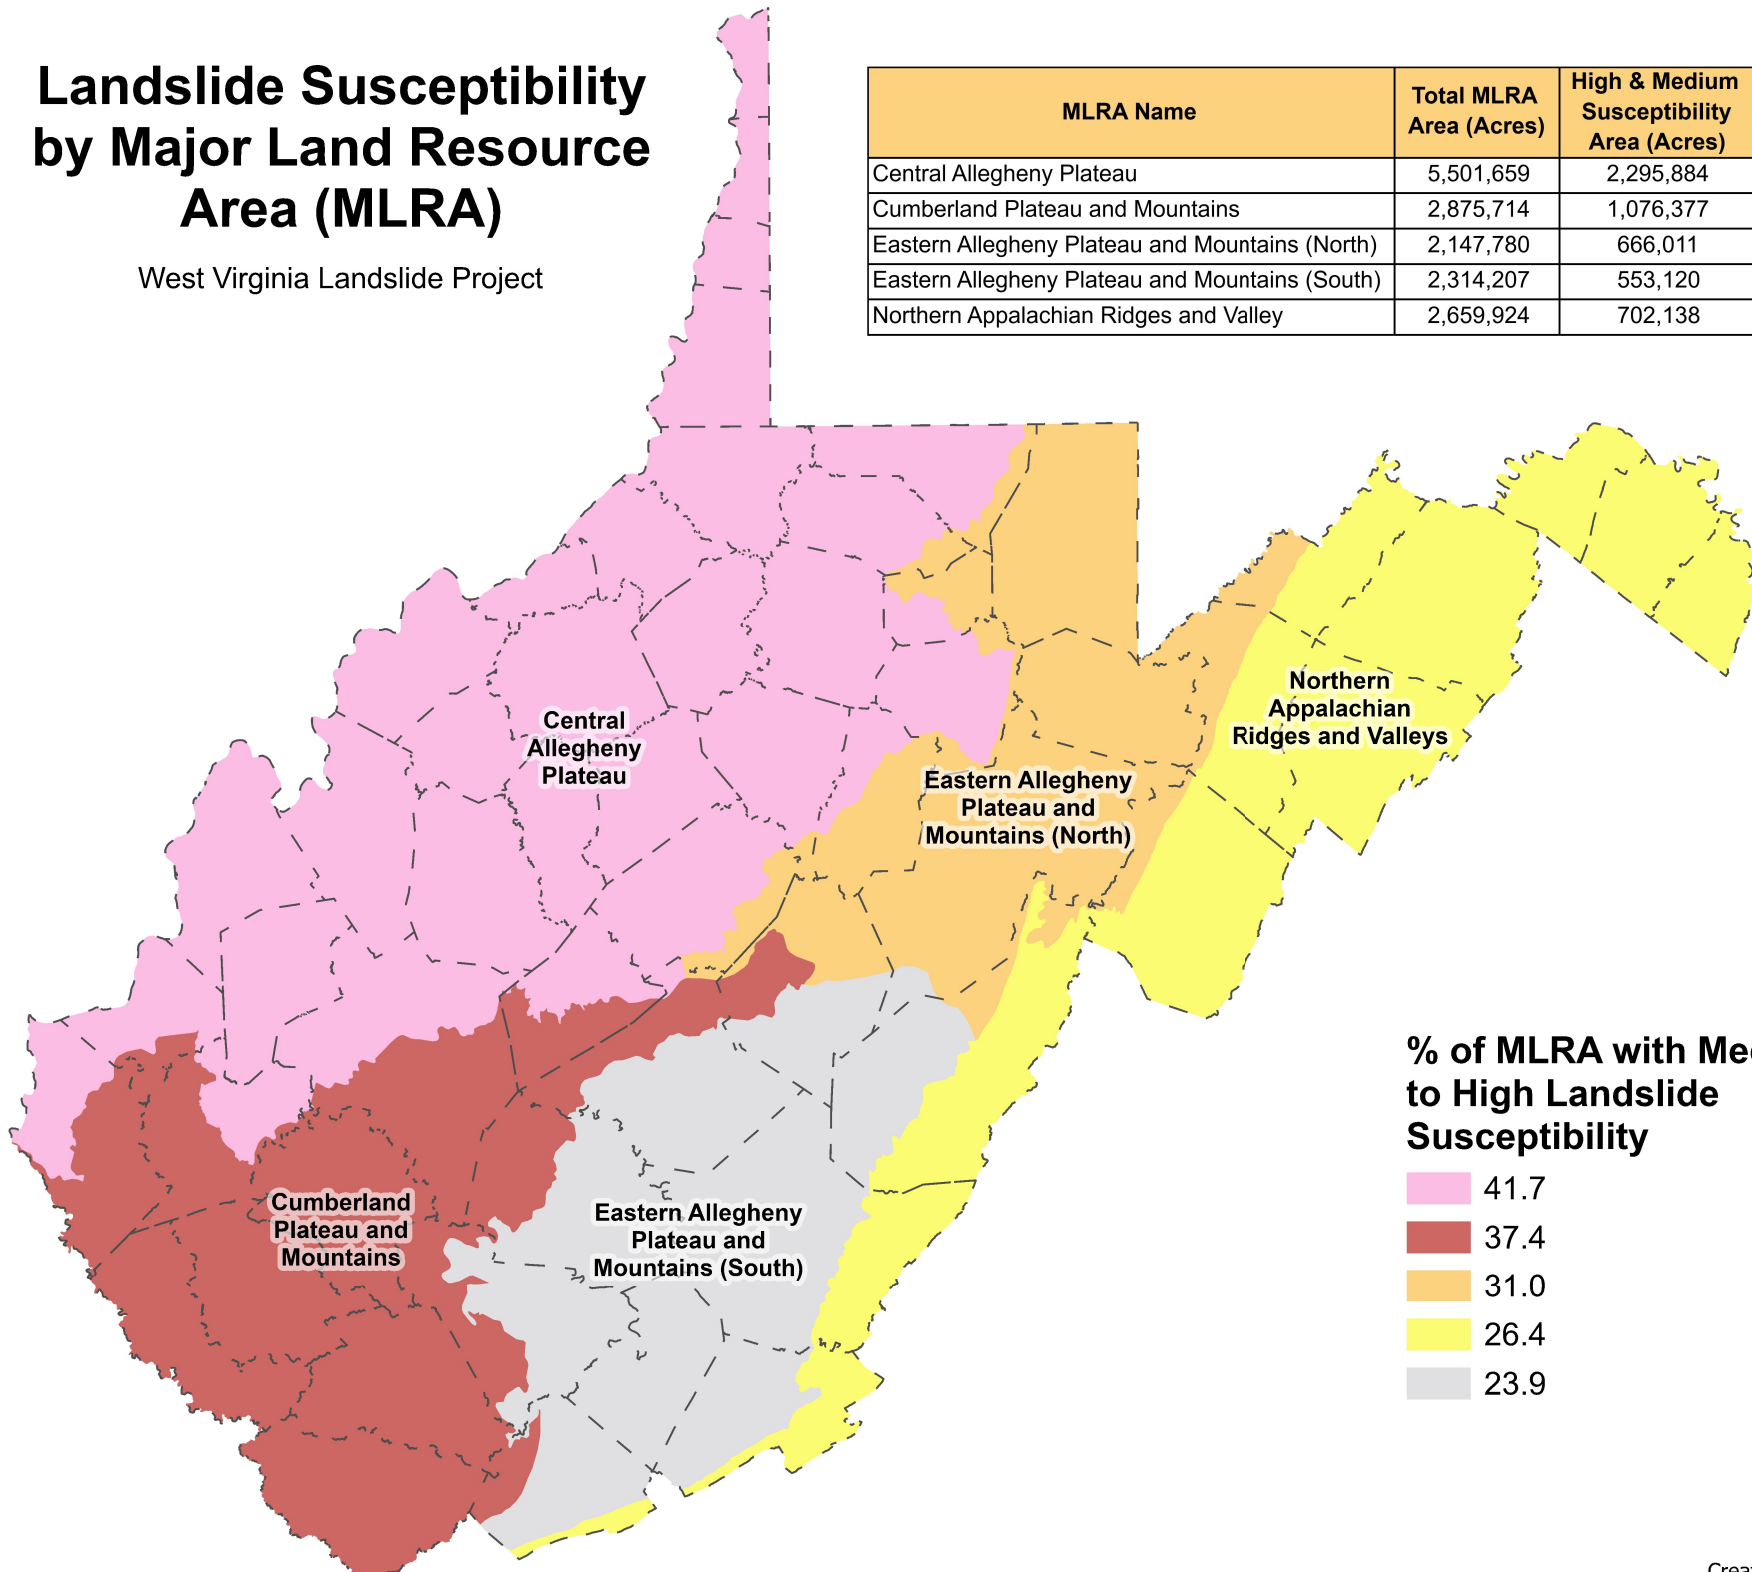 Landslide Susceptibility
by Major Land Resource
Area (MLRA)
West Virginia Landslide Project
MLRA Name
Total MLRA
Area (Acres)
High & Medium
Susceptibility
Area (Acres)
Central Allegheny Plateau 5,501,659 2,295,884
Cumberland Plateau and Mountains 2,875,714 1,076,377
Eastern Allegheny Plateau and Mountains (North) 2,147,780 666,011
Eastern Allegheny Plateau and Mountains (South) 2,314,207 553,120
Northern Appalachian Ridges and Valley 2,659,924 702,138
Northern
Appalachian
Ridges and Valleys
Central
Allegheny
Plateau
Eastern Allegheny
Plateau and
Mountains (North)
Cumberland
Plateau and
Mountains
Eastern Allegheny
Plateau and
Mountains (South)
% of MLRA with
to High Landslide
Susceptibility
41.7
37.4
31.0
26.4
23.9